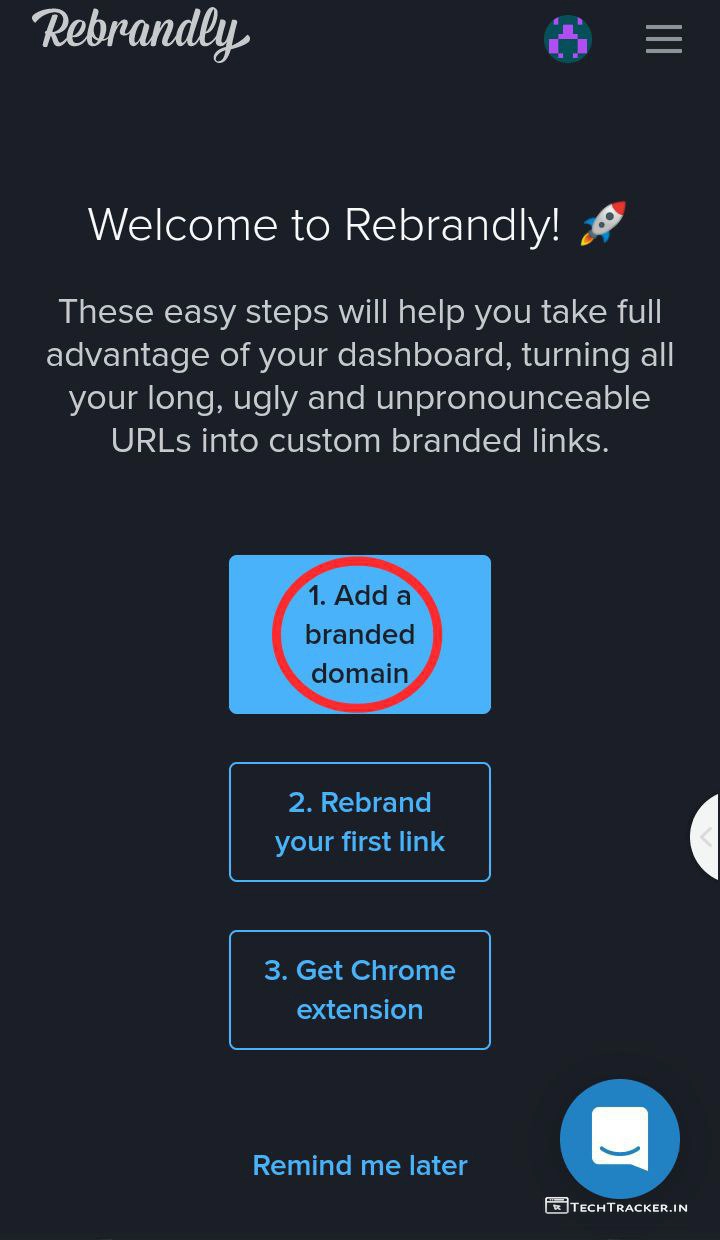 Rebrandly
Welcome to Rebrandly! 🚀
These easy steps will help you take full
advantage of your dashboard, turning all
your long, ugly and unpronounceable
URLs into custom branded links.
1. Add a
branded
domain
2. Rebrand
your first link
3. Get Chrome
extension
Remind me later
TECHTRACKER.IN